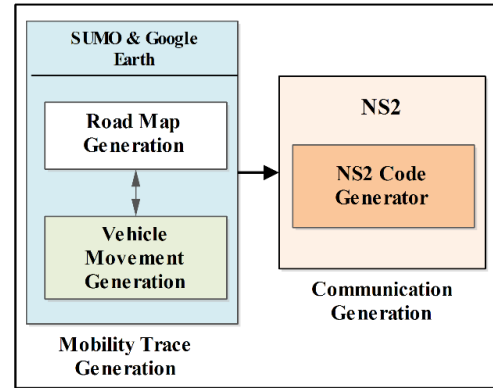 SUMO & Google
Earth
Road Map
Generation
Vehicle
Movement
Generation
Mobility Trace
Generation
NS2
NS2 Code
Generator
Communication
Generation